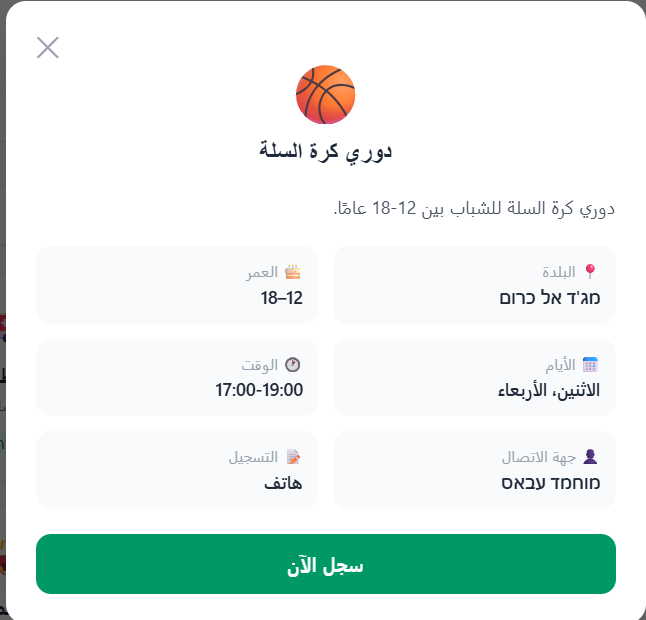 دوري كرة السلة
دوري كرة السلة للشباب بين 12-18 عامًا.
البلدة
מג'ד אל כרום
العمر
12–18
الأيام
الاثنين، الأربعاء
الوقت
17:00-19:00
جهة الاتصال
מוחמד עבאס
التسجيل
هاتف
سجل الآن